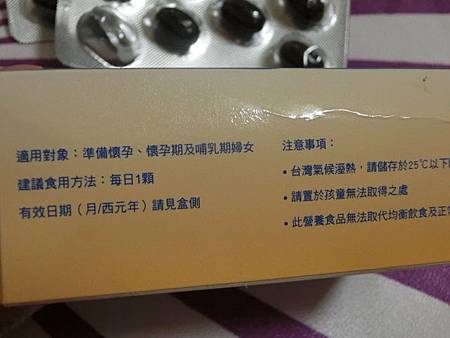 適用對象：準備懷孕、懷孕期及哺乳期婦女
建議食用方法：每日1顆
有效日期（月/西元年）請見盒側
注意事項：
• 台灣氣候溼熱，請儲存於25℃以下
• 請置於孩童無法取得之處
• 此營養食品無法取代均衡飲食及正